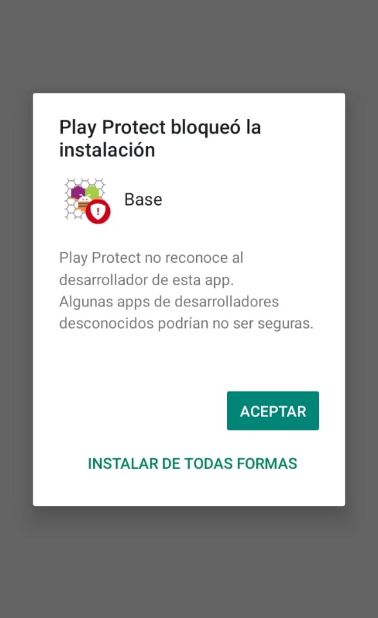 Play Protect bloqueó la
instalación
Base
Play Protect no reconoce al
desarrollador de esta app.
Algunas apps de desarrolladores
desconocidos podrían no ser seguras.
ACEPTAR
INSTALAR DE TODAS FORMAS